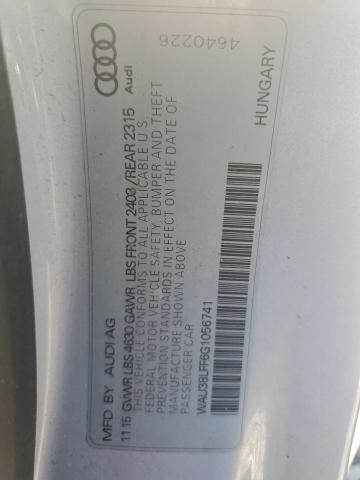 MFD BY AUDI AG
11 15 GVWR LBS 4630 GAWR LBS FRONT 2403 /REAR 2315
THIS VEHICLE CONFORMS TO ALL APPLICABLE U S
FEDERAL MOTOR VEHICLE SAFETY, BUMPER AND THEFT
PREVENTION STANDARDS IN EFFECT ON THE DATE OF
MANUFACTURE SHOWN ABOVE
PASSENGER CAR
Audi
WAUJ8LFF6G1056741
HUNGARY
4640226